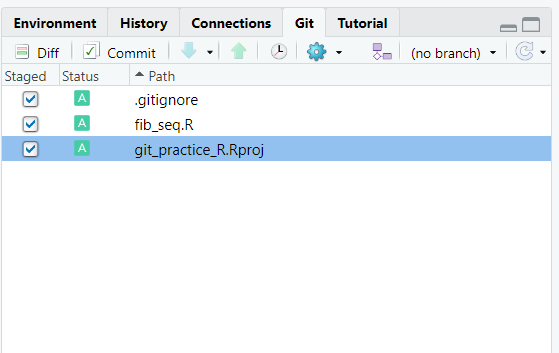 Environment History Connections Git Tutorial
Diff Commit (no branch)
Staged Status Path
A .gitignore
A fib_seq.R
A git_practice_R.Rproj